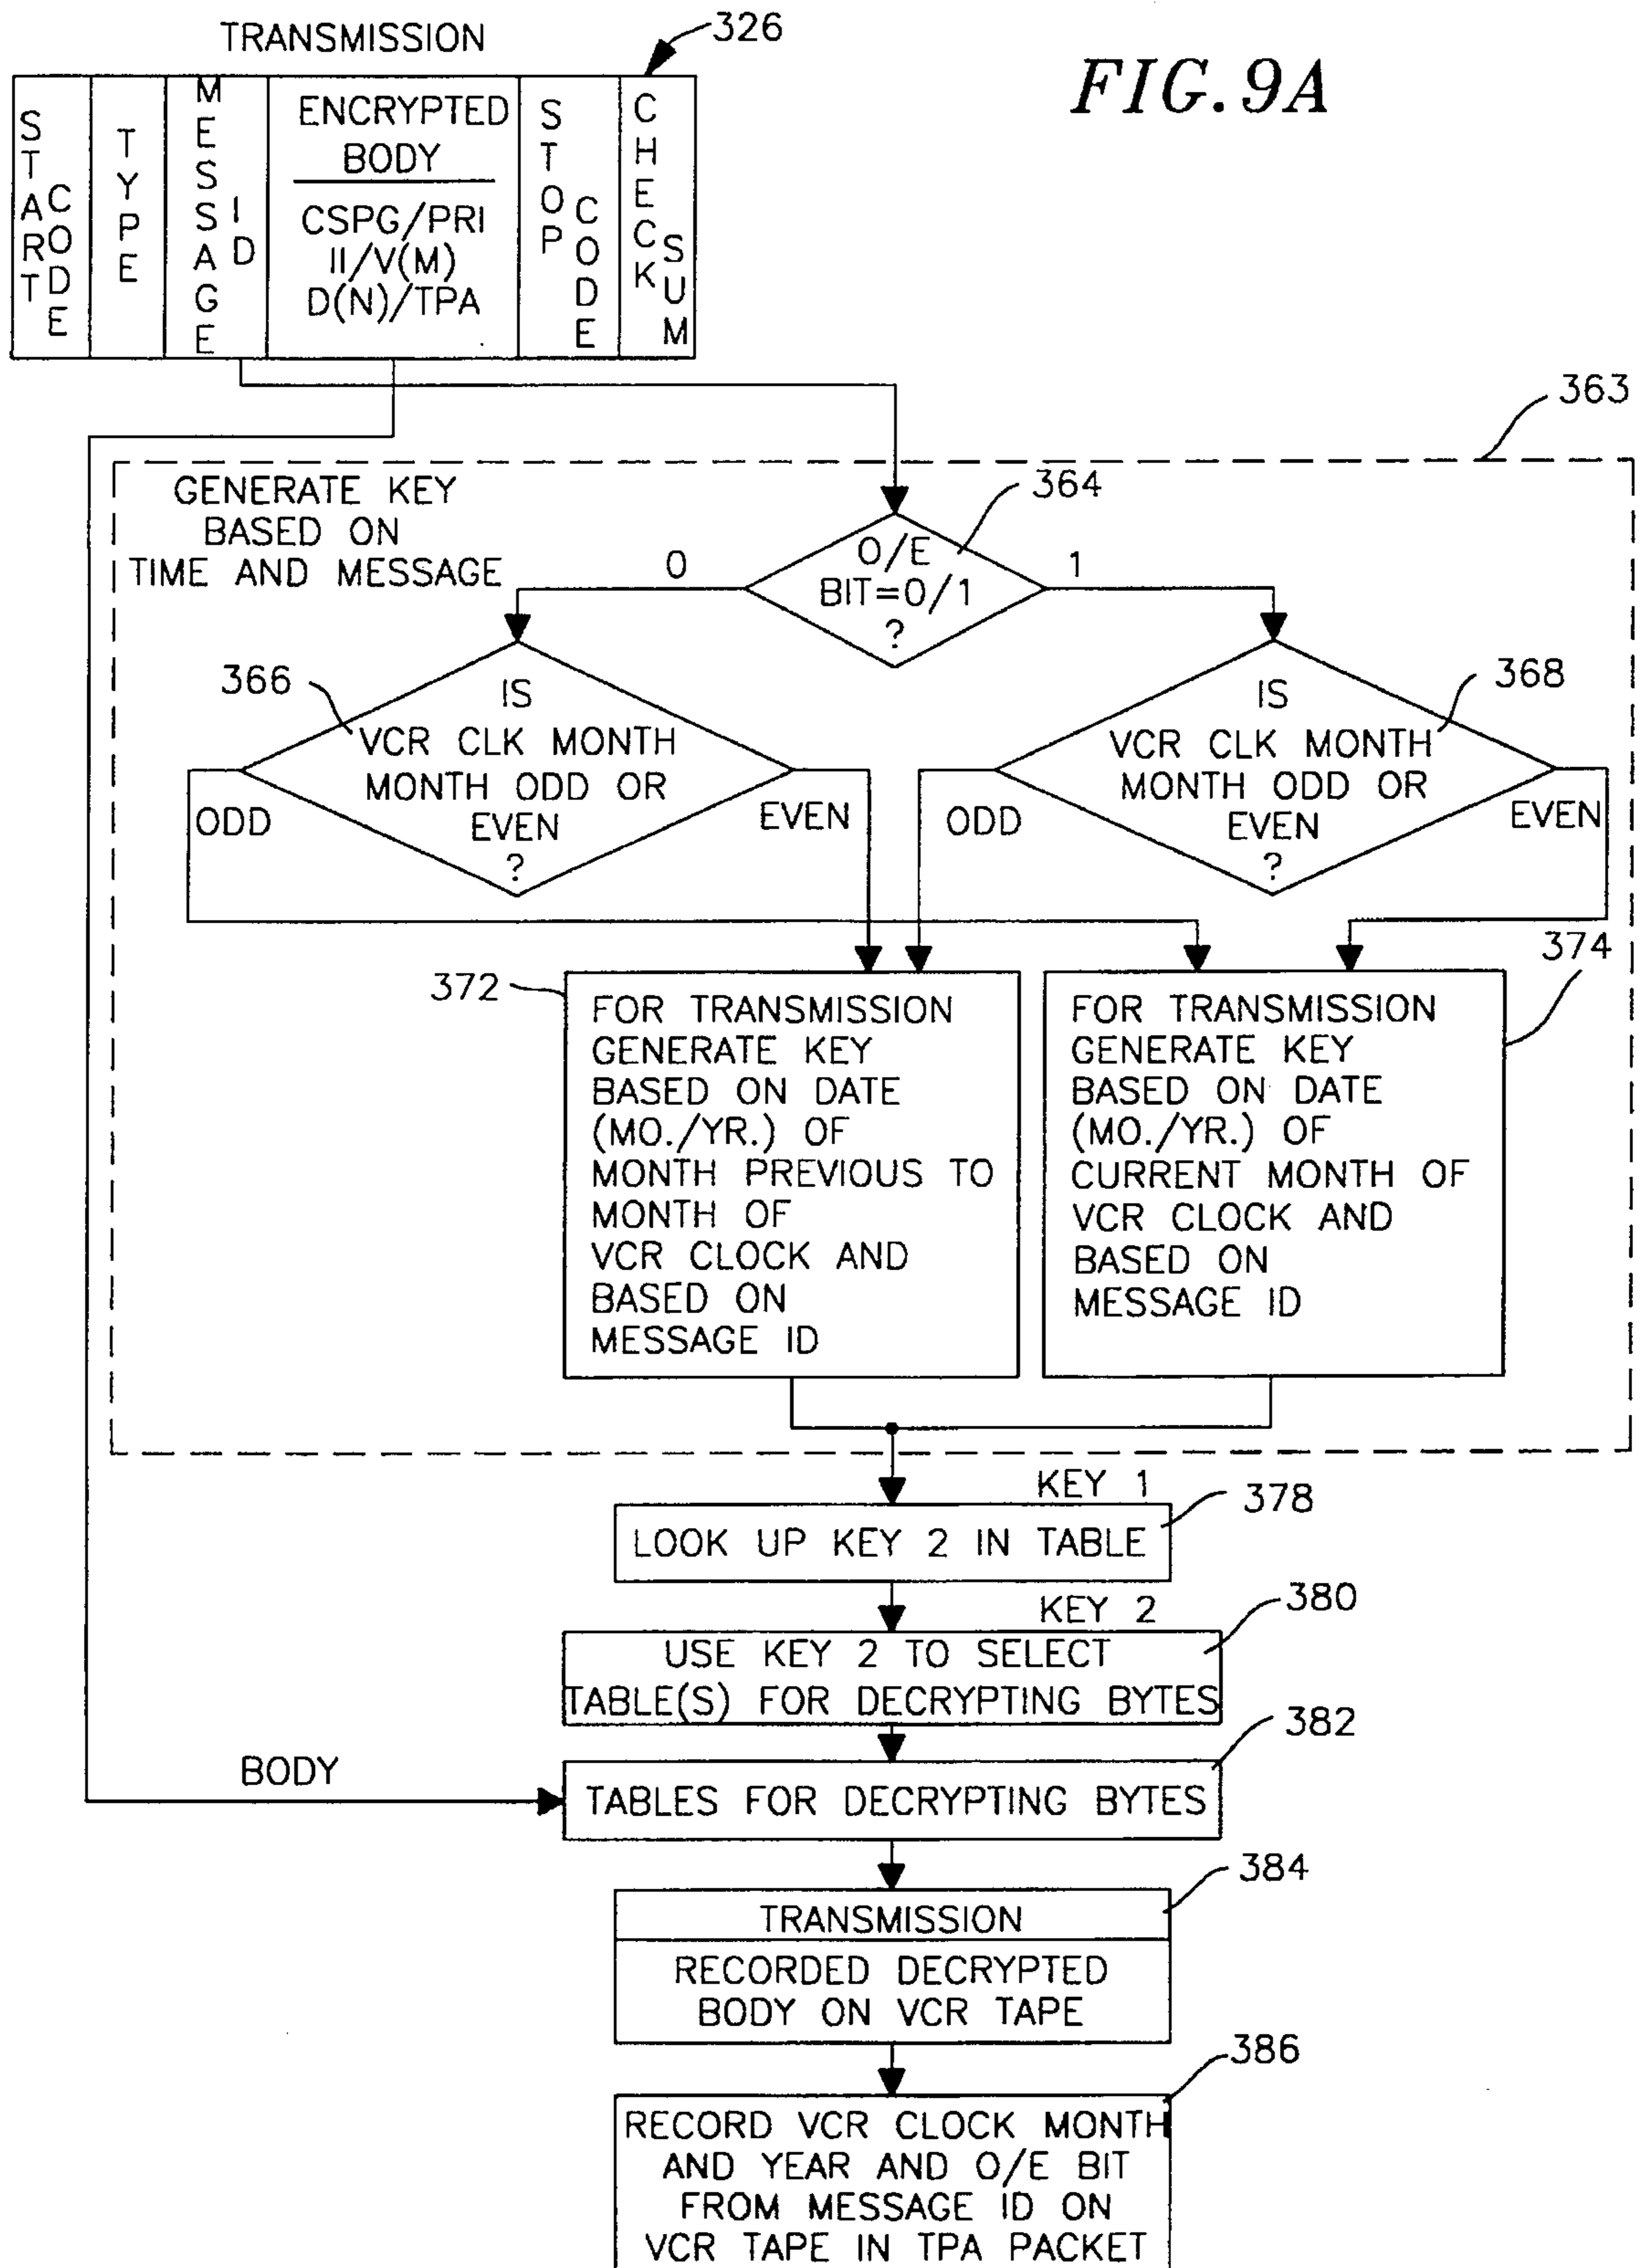 TRANSMISSION
326
FIG. 9A
START CODE
TYPE
MESSAGE ID
ENCRYPTED
BODY
CSPG/PRI
II/V(M)
D(N)/TPA
STOP CODE
CHECK SUM
363
GENERATE KEY
BASED ON
TIME AND MESSAGE
364
O/E
BIT=0/1
?
0
1
366
IS
VCR CLK MONTH
MONTH ODD OR
EVEN
?
ODD
EVEN
368
IS
VCR CLK MONTH
MONTH ODD OR
EVEN
?
ODD
EVEN
372
FOR TRANSMISSION
GENERATE KEY
BASED ON DATE
(MO./YR.) OF
MONTH PREVIOUS TO
MONTH OF
VCR CLOCK AND
BASED ON
MESSAGE ID
374
FOR TRANSMISSION
GENERATE KEY
BASED ON DATE
(MO./YR.) OF
CURRENT MONTH OF
VCR CLOCK AND
BASED ON
MESSAGE ID
KEY 1
378
LOOK UP KEY 2 IN TABLE
KEY 2
380
USE KEY 2 TO SELECT
TABLE(S) FOR DECRYPTING BYTES
382
BODY
TABLES FOR DECRYPTING BYTES
384
TRANSMISSION
RECORDED DECRYPTED
BODY ON VCR TAPE
386
RECORD VCR CLOCK MONTH
AND YEAR AND O/E BIT
FROM MESSAGE ID ON
VCR TAPE IN TPA PACKET